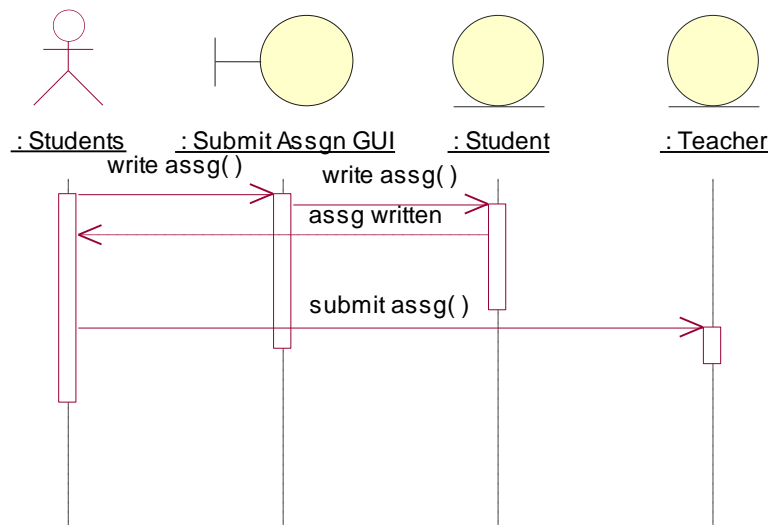 : Students
: Submit Assgn GUI
: Student
: Teacher
write assg( )
write assg( )
assg written
submit assg( )